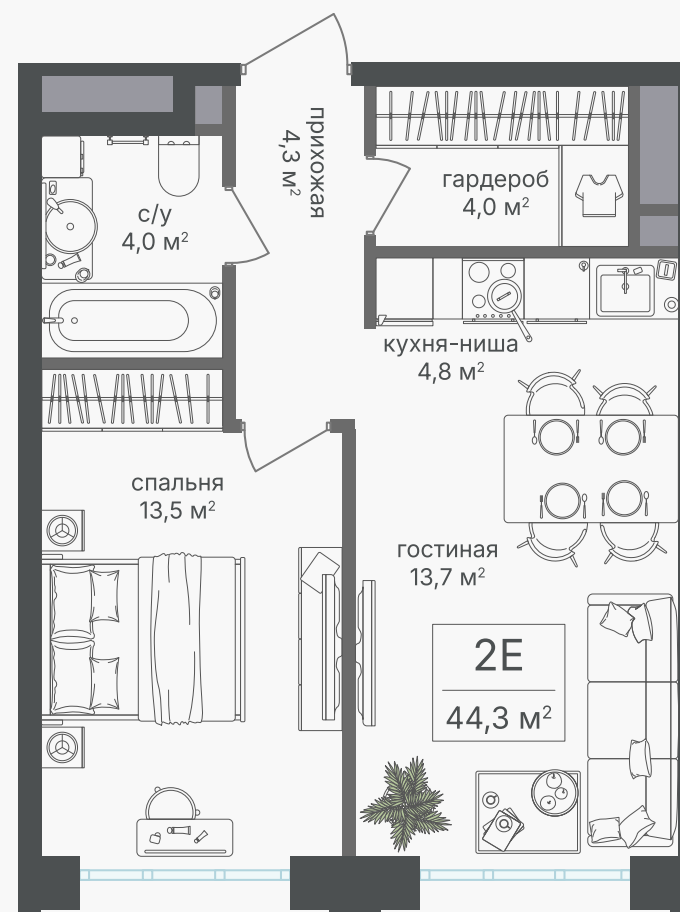 прихожая
4,3 м²
гардероб
4,0 м²
с/у
4,0 м²
кухня-ниша
4,8 м²
спальня
13,5 м²
гостиная
13,7 м²
2Е
44,3 м²